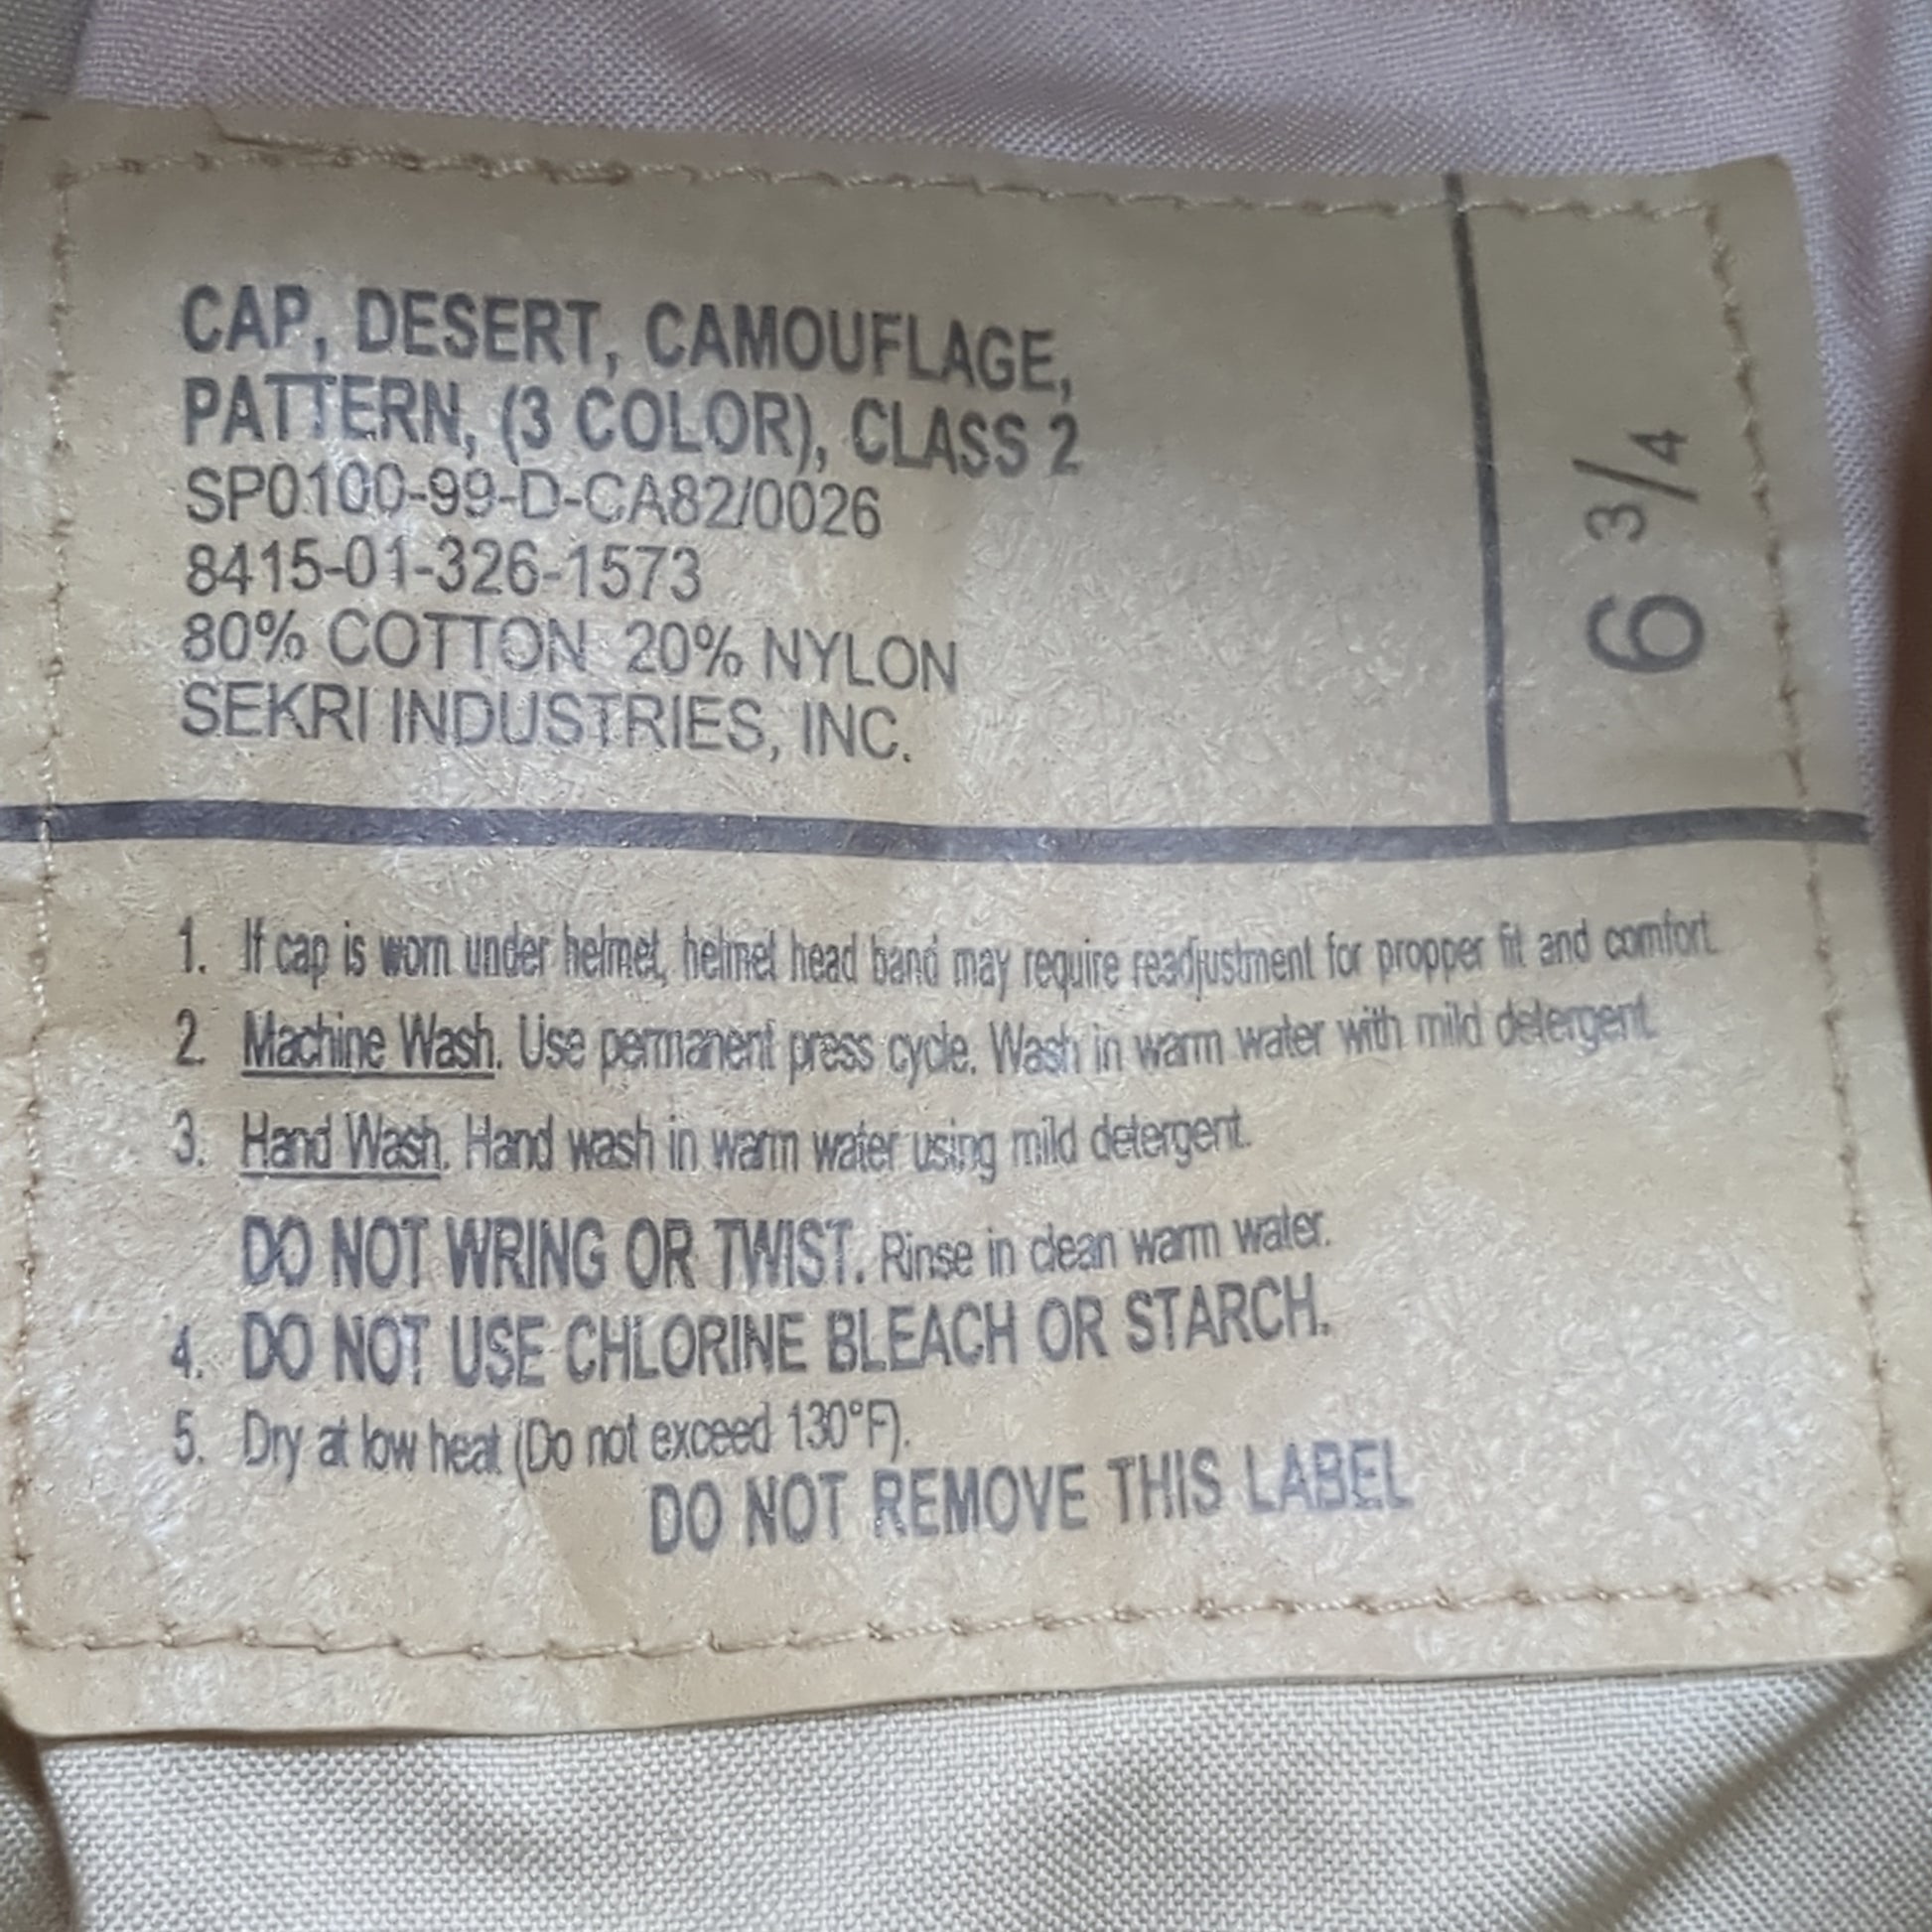 CAP, DESERT, CAMOUFLAGE,
PATTERN, (3 COLOR), CLASS 2
SP0100-99-D-CA82/0026
8415-01-326-1573
80% COTTON 20% NYLON
SEKRI INDUSTRIES, INC.
6 3/4
1. If cap is worn under helmet, helmet head band may require readjustment for propper fit and comfort.
2. Machine Wash. Use permanent press cycle. Wash in warm water with mild detergent.
3. Hand Wash. Hand wash in warm water using mild detergent.
DO NOT WRING OR TWIST. Rinse in clean warm water.
4. DO NOT USE CHLORINE BLEACH OR STARCH.
5. Dry at low heat (Do not exceed 130°F).
DO NOT REMOVE THIS LABEL